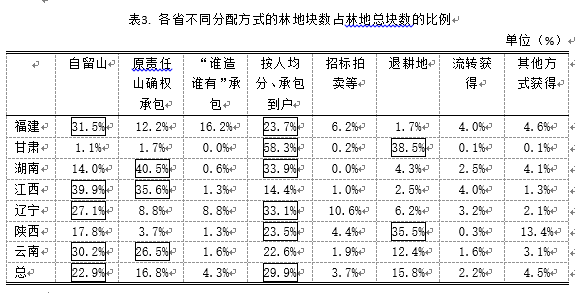 表3. 各省不同分配方式的林地块数占林地总块数的比例
单位（%）
自留山 原责任山确权承包 “谁造谁有”承包 按人均分、承包到户 招标拍卖等 退耕地 流转获得 其他方式获得
福建 31.5% 12.2% 16.2% 23.7% 6.2% 1.7% 4.0% 4.6%
甘肃 1.1% 1.7% 0.0% 58.3% 0.2% 38.5% 0.1% 0.1%
湖南 14.0% 40.5% 0.6% 33.9% 0.0% 4.3% 2.5% 4.1%
江西 39.9% 35.6% 1.3% 14.4% 1.0% 2.5% 4.0% 1.3%
辽宁 27.1% 8.8% 8.8% 33.1% 10.6% 6.2% 3.2% 2.1%
陕西 17.8% 3.7% 1.3% 23.5% 4.4% 35.5% 0.3% 13.4%
云南 30.2% 26.5% 1.6% 22.6% 1.9% 12.4% 1.6% 3.1%
总 22.9% 16.8% 4.3% 29.9% 3.7% 15.8% 2.2% 4.5%